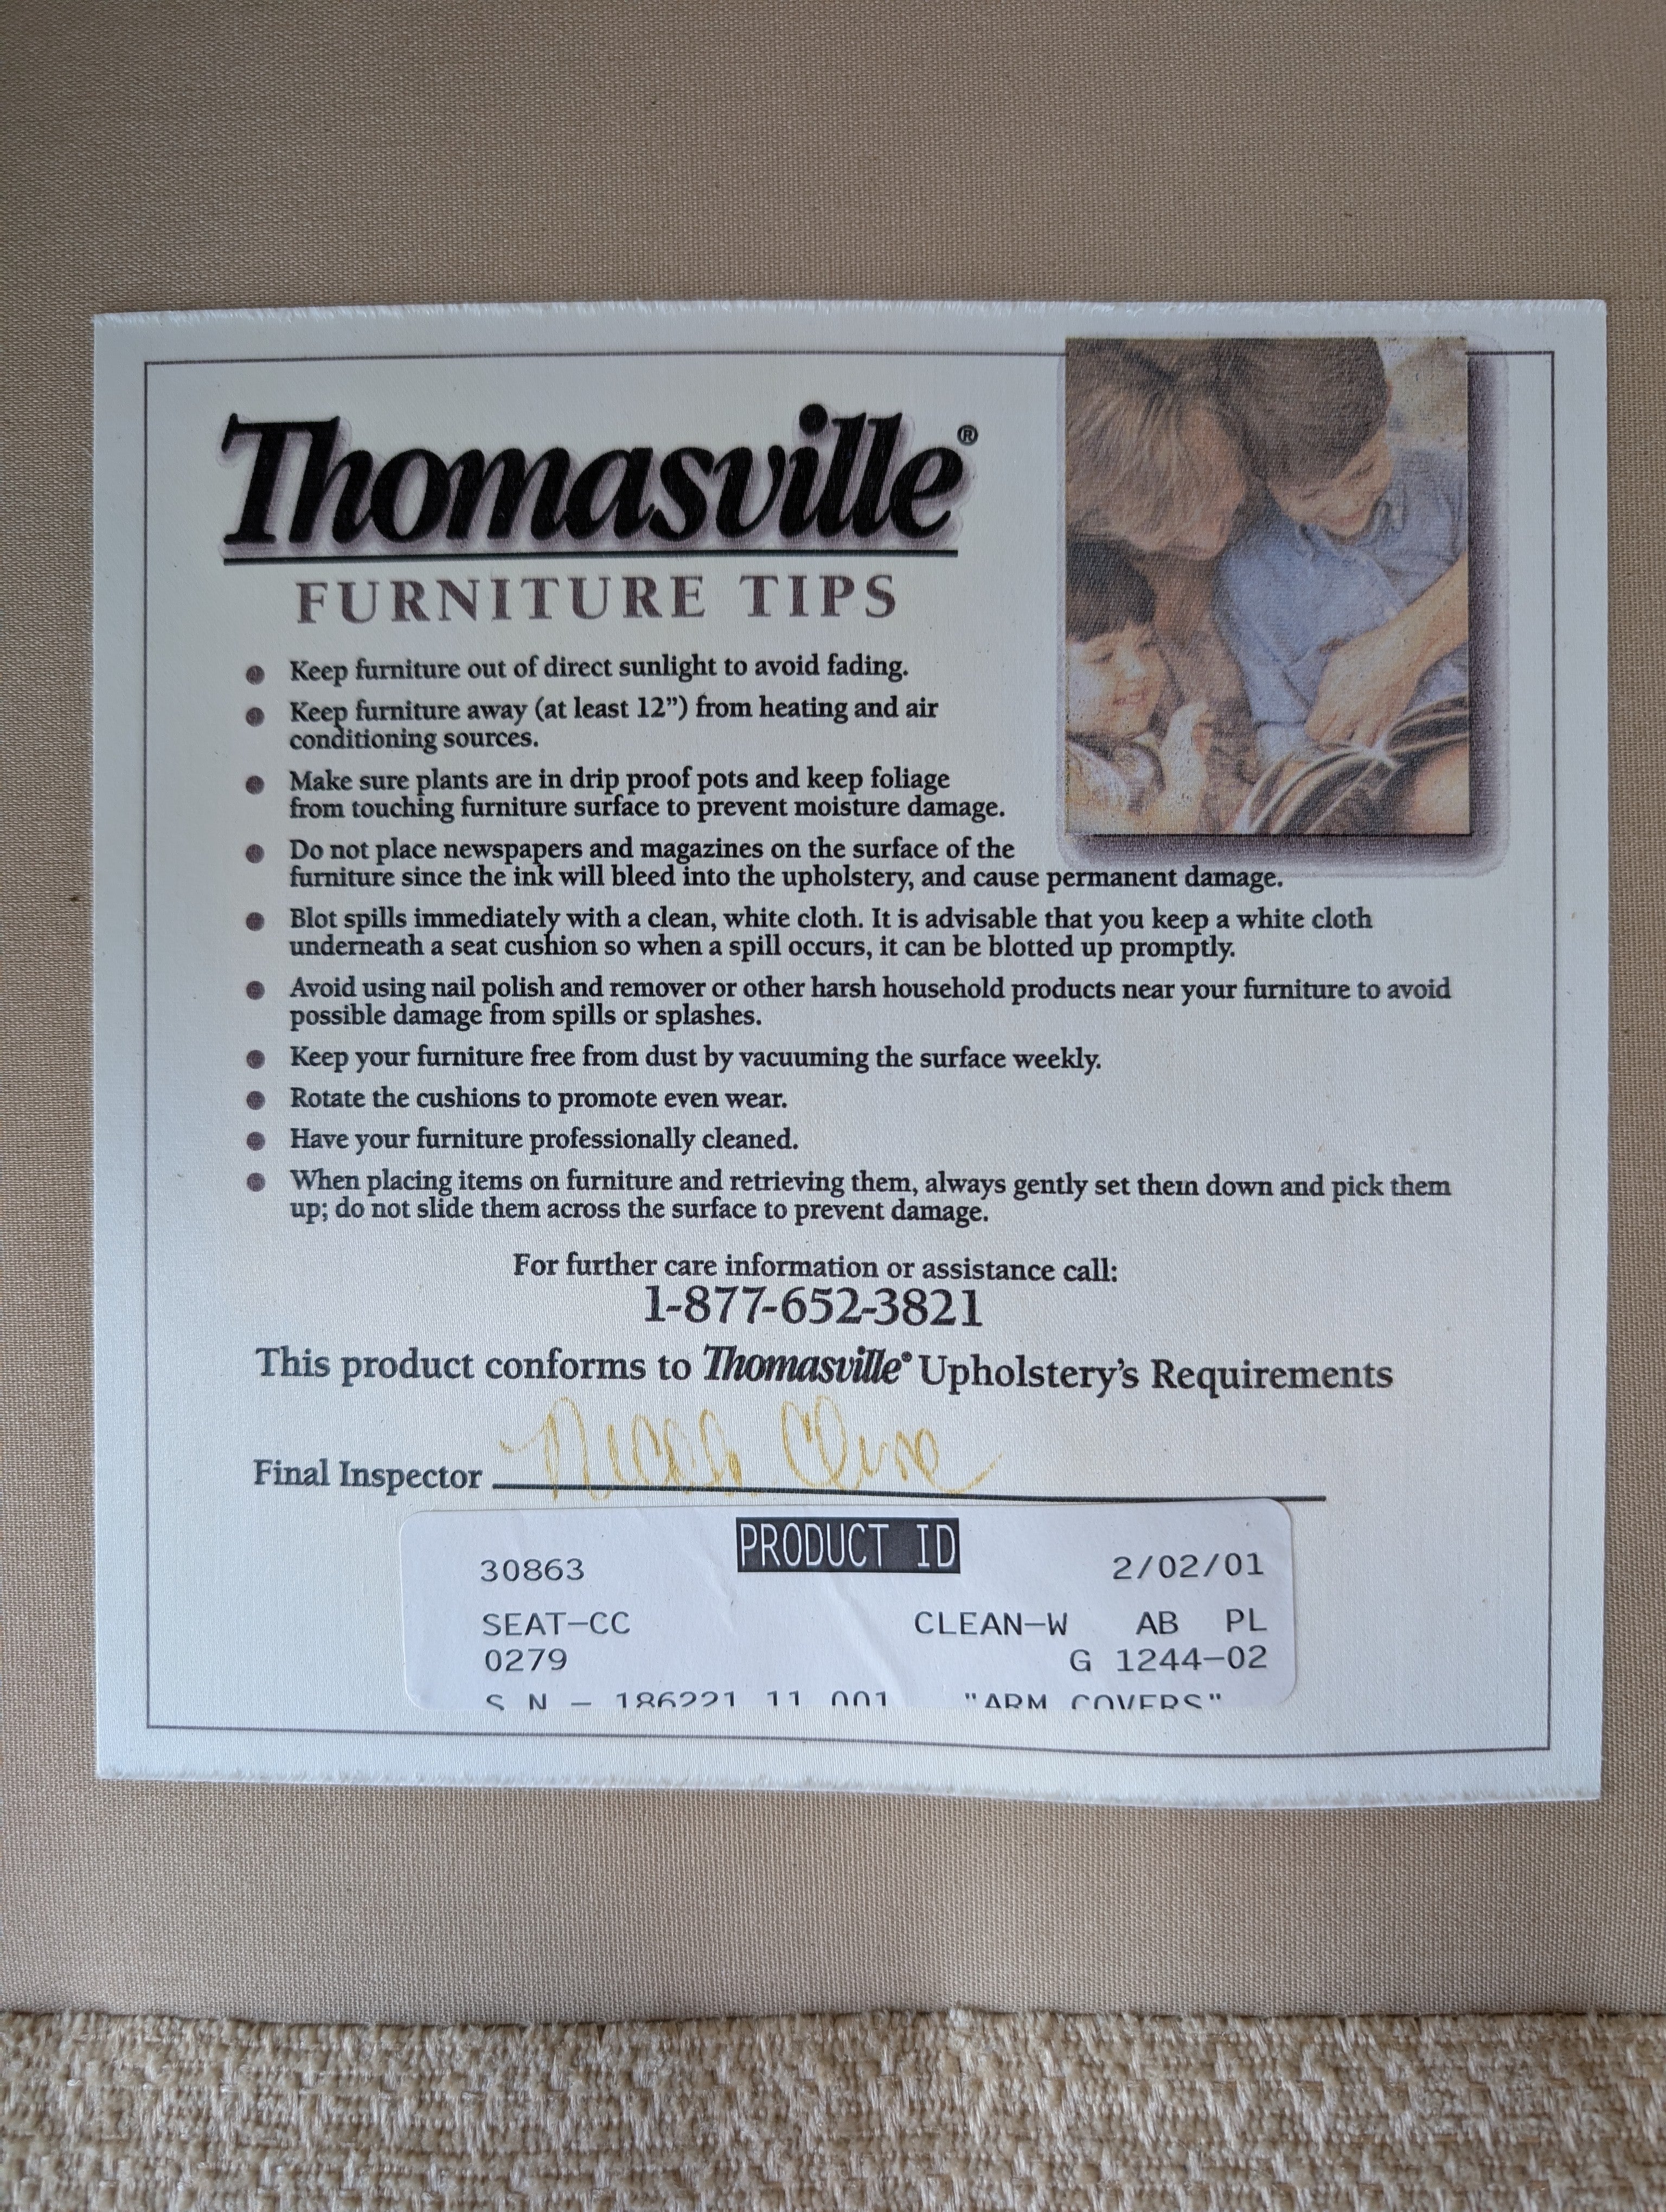 Thomasville®
FURNITURE TIPS
● Keep furniture out of direct sunlight to avoid fading.
● Keep furniture away (at least 12”) from heating and air
conditioning sources.
● Make sure plants are in drip proof pots and keep foliage
from touching furniture surface to prevent moisture damage.
● Do not place newspapers and magazines on the surface of the
furniture since the ink will bleed into the upholstery, and cause permanent damage.
● Blot spills immediately with a clean, white cloth. It is advisable that you keep a white cloth
underneath a seat cushion so when a spill occurs, it can be blotted up promptly.
● Avoid using nail polish and remover or other harsh household products near your furniture to avoid
possible damage from spills or splashes.
● Keep your furniture free from dust by vacuuming the surface weekly.
● Rotate the cushions to promote even wear.
● Have your furniture professionally cleaned.
● When placing items on furniture and retrieving them, always gently set them down and pick them
up; do not slide them across the surface to prevent damage.
For further care information or assistance call:
1-877-652-3821
This product conforms to Thomasville® Upholstery’s Requirements
Final Inspector
PRODUCT ID
30863 2/02/01
SEAT-CC CLEAN-W AB PL
0279 G 1244-02
S N - 186221 11 001 "ARM COVERS"